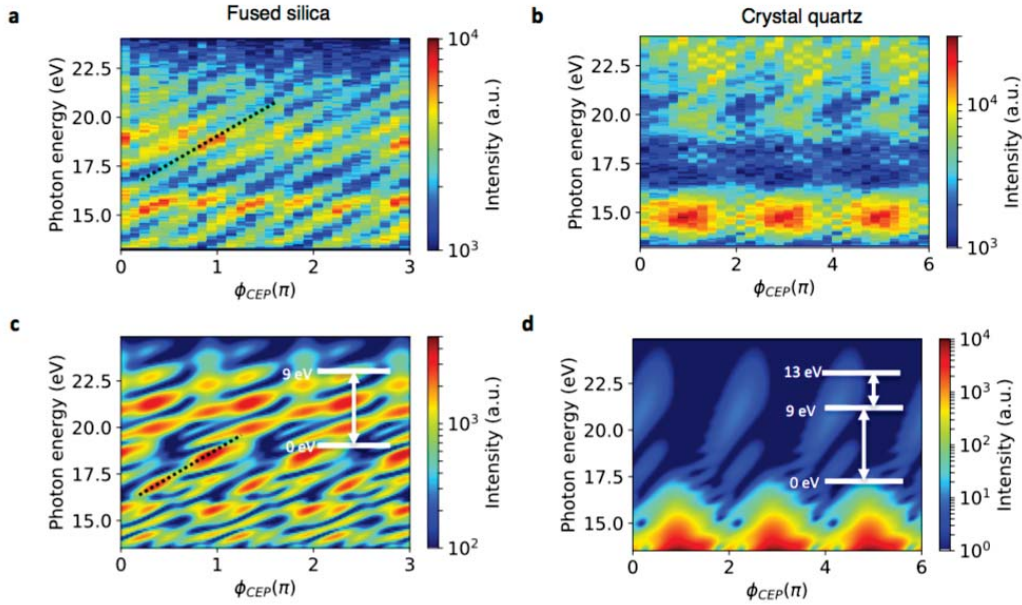 a
Fused silica
Photon energy (eV)
22.5
20.0
17.5
15.0
0
1
2
3
ϕCEP(π)
10⁴
10³
Intensity (a.u.)
b
Crystal quartz
Photon energy (eV)
22.5
20.0
17.5
15.0
0
2
4
6
ϕCEP(π)
10⁴
10³
Intensity (a.u.)
c
Photon energy (eV)
22.5
20.0
17.5
15.0
9 eV
0 eV
0
1
2
3
ϕCEP(π)
10³
10²
Intensity (a.u.)
d
Photon energy (eV)
22.5
20.0
17.5
15.0
13 eV
9 eV
0 eV
0
2
4
6
ϕCEP(π)
10⁴
10³
10²
10¹
10⁰
Intensity (a.u.)